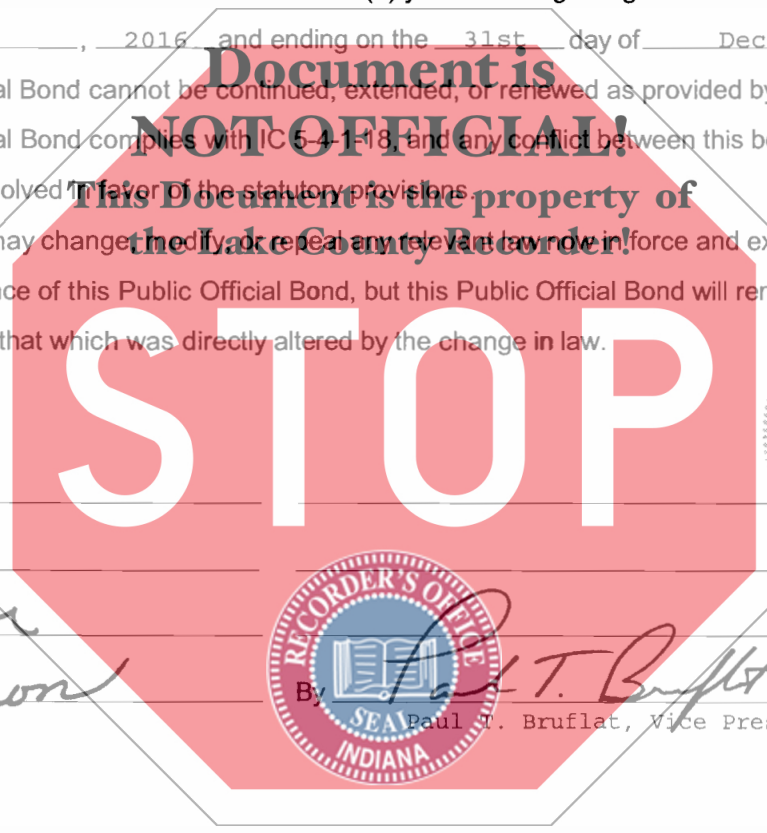 , 2016 and ending on the 31st day of Dec
Document is
al Bond cannot be continued, extended, or renewed as provided by
NOT OFFICIAL!
al Bond complies with IC 5-4-1-18, and any conflict between this b
This Document is the property of
olved in favor of the statutory provisions.
the Lake County Recorder!
may change, modify, or repeal any relevant law now in force and ex
ce of this Public Official Bond, but this Public Official Bond will re
that which was directly altered by the change in law.
STOP
RECORDER'S OFFICE
SEAL
INDIANA
on
By Paul T. Bruflat
Paul T. Bruflat, Vice Pres